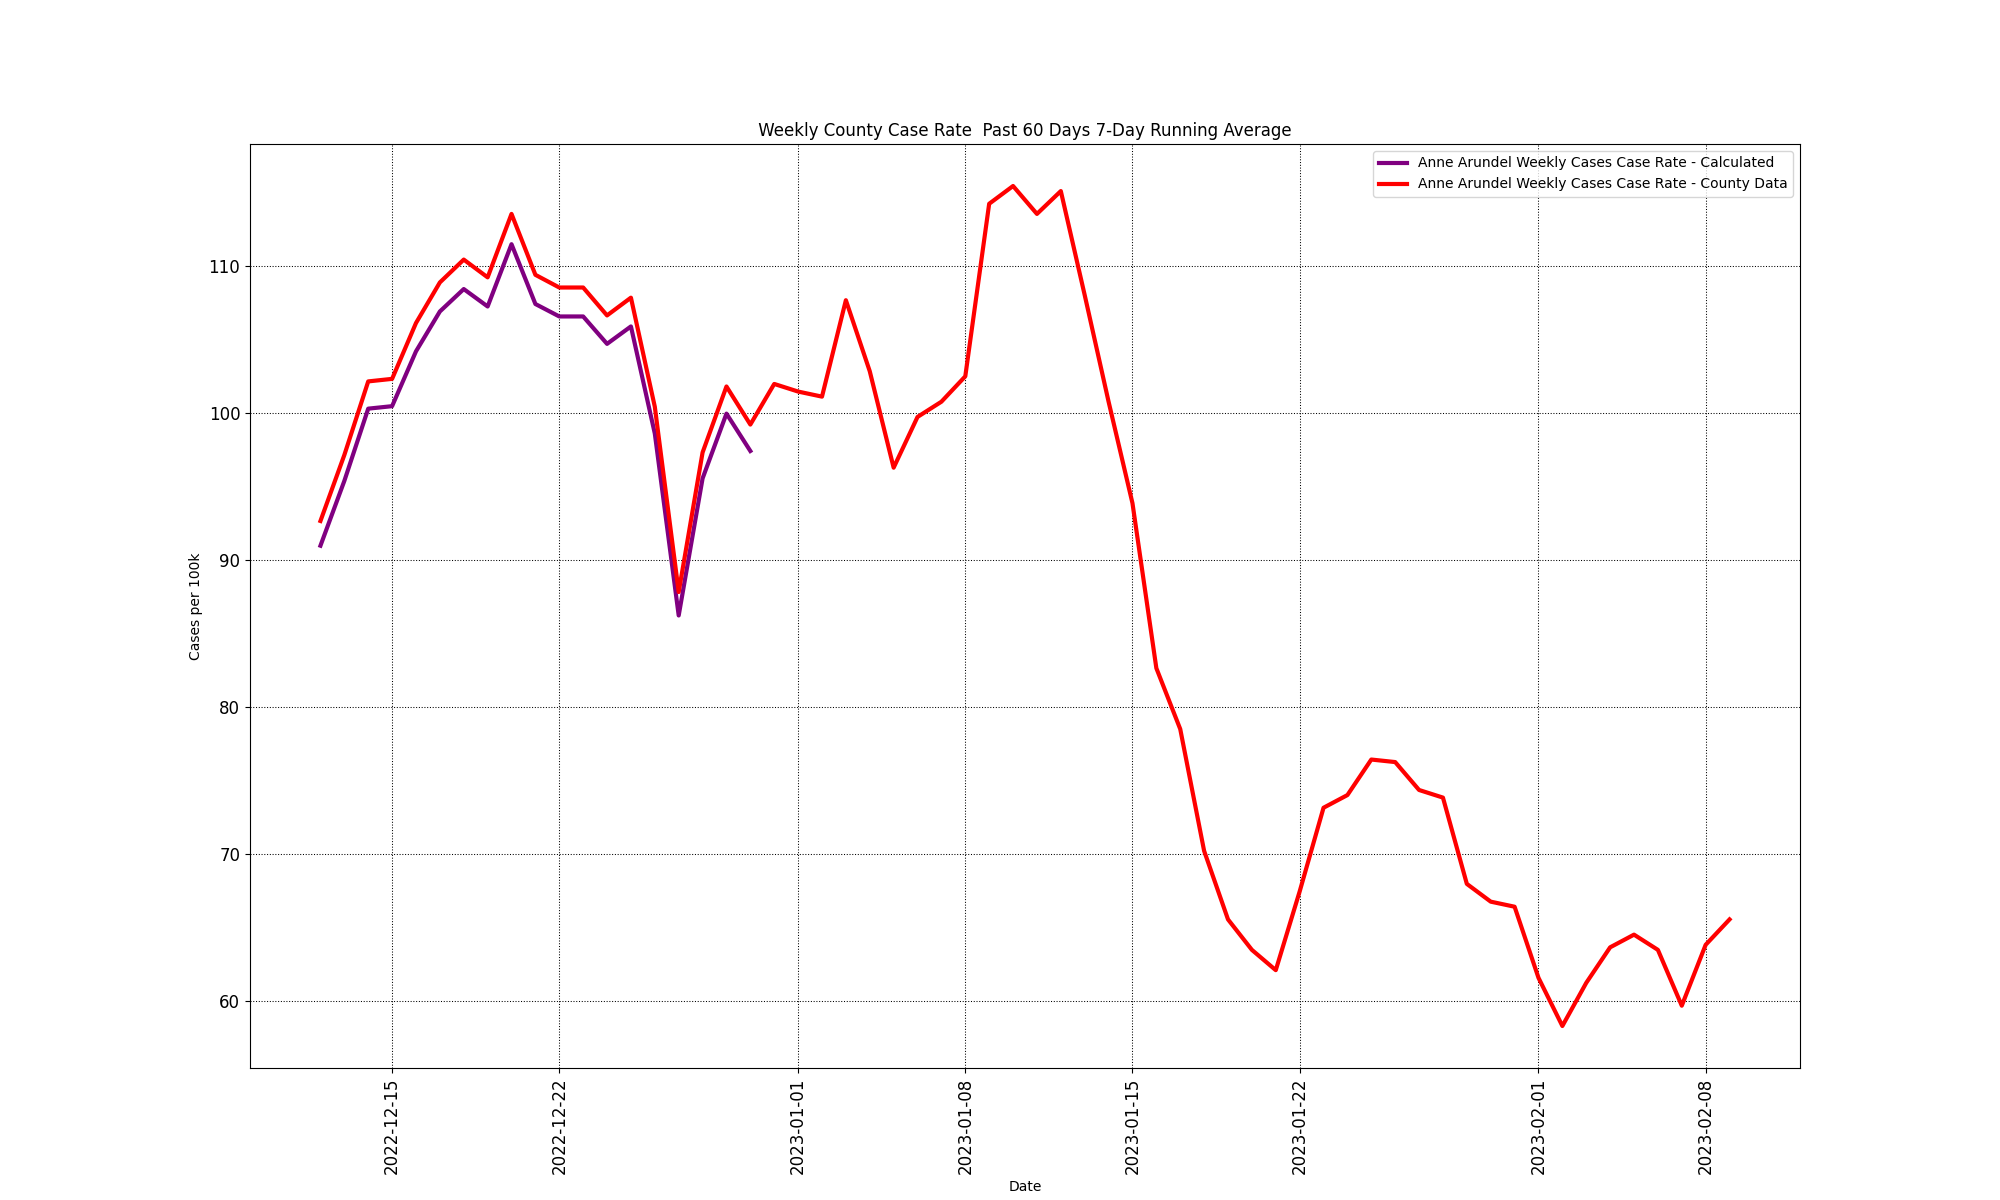 Weekly County Case Rate  Past 60 Days 7-Day Running Average
Anne Arundel Weekly Cases Case Rate - Calculated
Anne Arundel Weekly Cases Case Rate - County Data
110
100
90
80
70
60
Cases per 100k
2022-12-15
2022-12-22
2023-01-01
2023-01-08
2023-01-15
2023-01-22
2023-02-01
2023-02-08
Date